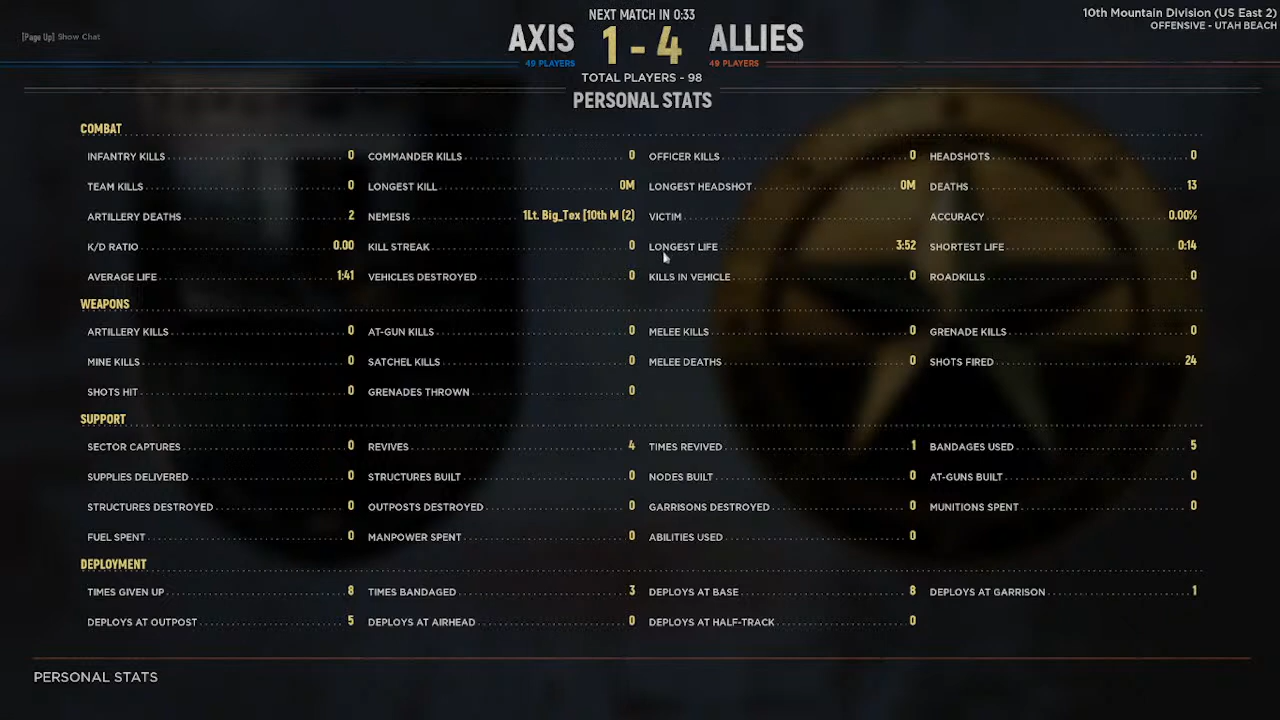 NEXT MATCH IN 0:33
10th Mountain Division (US East 2)
OFFENSIVE - UTAH BEACH
[Page Up] Show Chat
AXIS 1 - 4 ALLIES
49 PLAYERS 49 PLAYERS
TOTAL PLAYERS - 98
PERSONAL STATS
COMBAT
INFANTRY KILLS 0 COMMANDER KILLS 0 OFFICER KILLS 0 HEADSHOTS 0
TEAM KILLS 0 LONGEST KILL 0M LONGEST HEADSHOT 0M DEATHS 13
ARTILLERY DEATHS 2 NEMESIS 1Lt. Big_Tex [10th M (2) VICTIM ACCURACY 0.00%
K/D RATIO 0.00 KILL STREAK 0 LONGEST LIFE 3:52 SHORTEST LIFE 0:14
AVERAGE LIFE 1:41 VEHICLES DESTROYED 0 KILLS IN VEHICLE 0 ROADKILLS 0
WEAPONS
ARTILLERY KILLS 0 AT-GUN KILLS 0 MELEE KILLS 0 GRENADE KILLS 0
MINE KILLS 0 SATCHEL KILLS 0 MELEE DEATHS 0 SHOTS FIRED 24
SHOTS HIT 0 GRENADES THROWN 0
SUPPORT
SECTOR CAPTURES 0 REVIVES 4 TIMES REVIVED 1 BANDAGES USED 5
SUPPLIES DELIVERED 0 STRUCTURES BUILT 0 NODES BUILT 0 AT-GUNS BUILT 0
STRUCTURES DESTROYED 0 OUTPOSTS DESTROYED 0 GARRISONS DESTROYED 0 MUNITIONS SPENT 0
FUEL SPENT 0 MANPOWER SPENT 0 ABILITIES USED 0
DEPLOYMENT
TIMES GIVEN UP 8 TIMES BANDAGED 3 DEPLOYS AT BASE 8 DEPLOYS AT GARRISON 1
DEPLOYS AT OUTPOST 5 DEPLOYS AT AIRHEAD 0 DEPLOYS AT HALF-TRACK 0
PERSONAL STATS